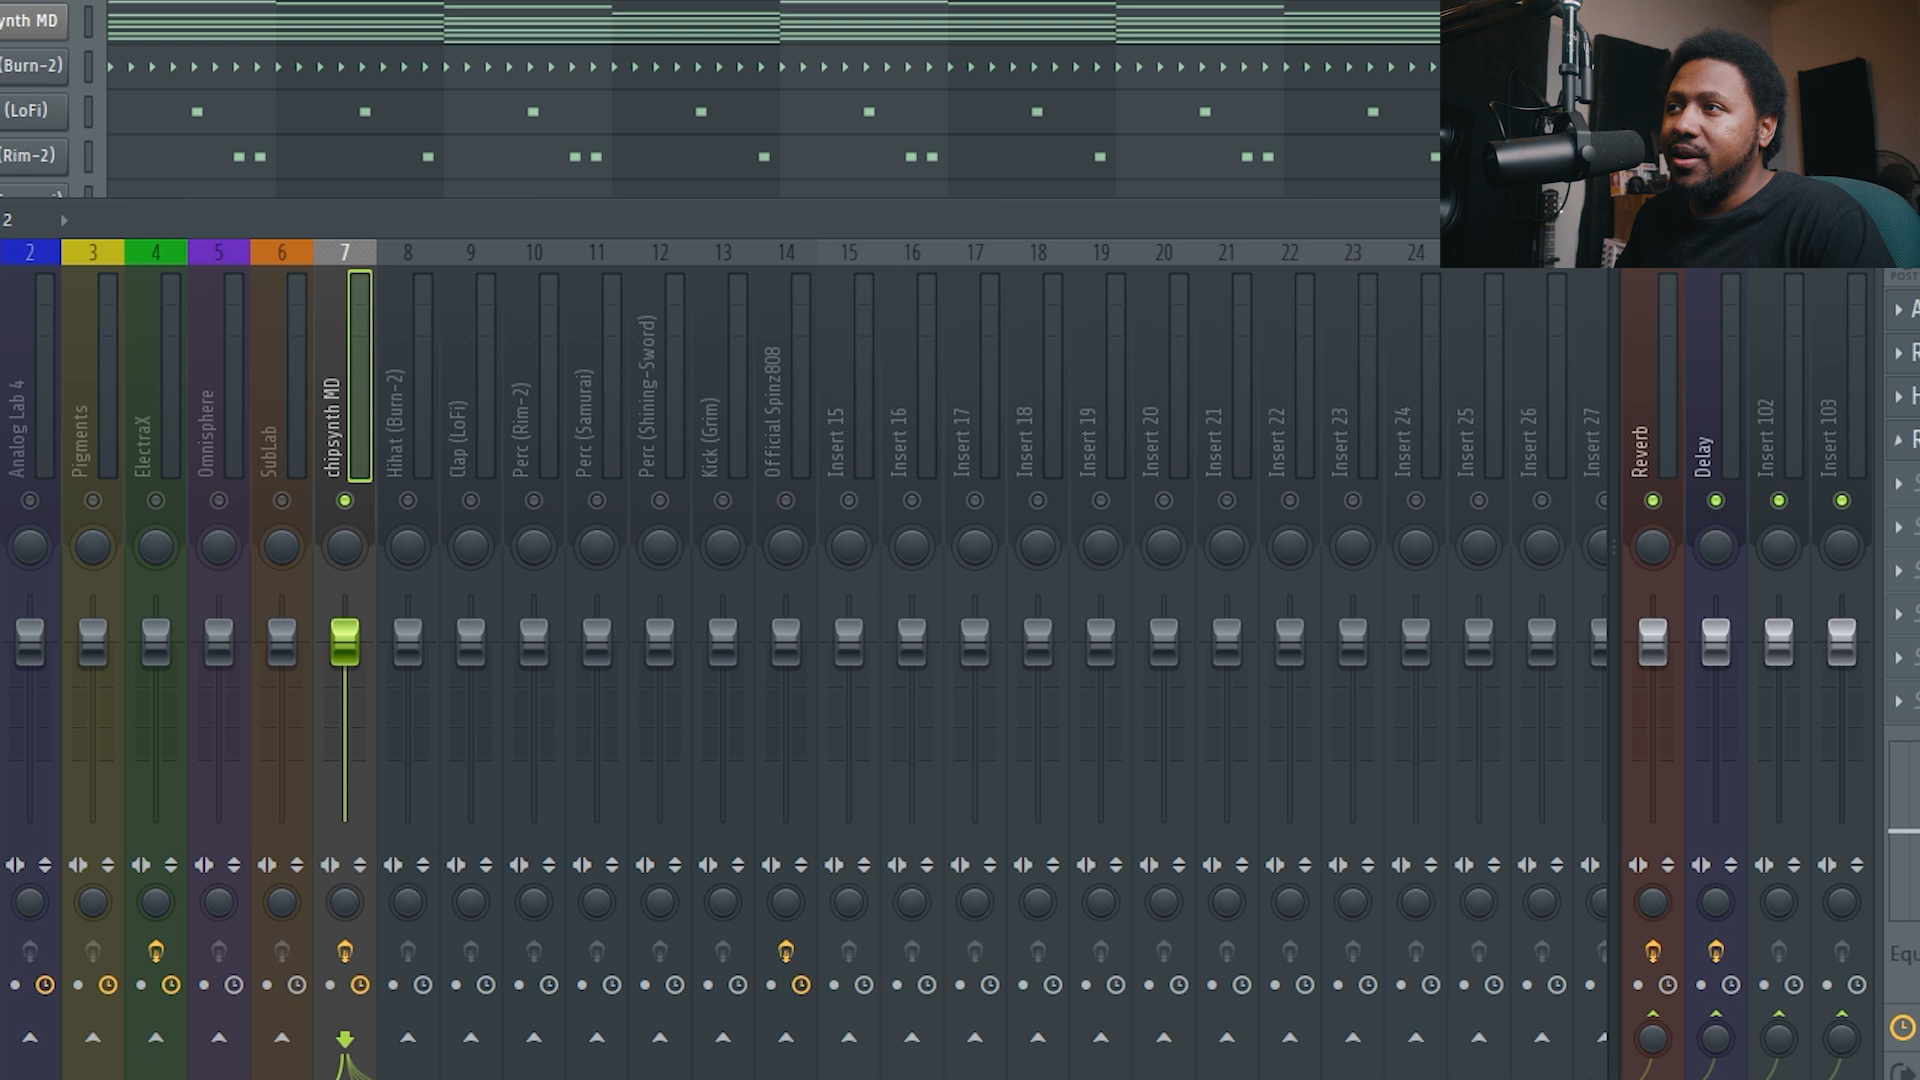 ynth MD
(Burn-2)
(LoFi)
(Rim-2)
2
2 3 4 5 6 7 8 9 10 11 12 13 14 15 16 17 18 19 20 21 22 23 24
POST
Analog Lab 4
Pigments
ElectraX
Omnisphere
SubLab
chipsynth MD
Hihat (Burn-2)
Clap (LoFi)
Perc (Rim-2)
Perc (Samurai)
Perc (Shining-Sword)
Kick (Grim)
Official Spinz808
Insert 15
Insert 16
Insert 17
Insert 18
Insert 19
Insert 20
Insert 21
Insert 22
Insert 23
Insert 24
Insert 25
Insert 26
Insert 27
Reverb
Delay
Insert 102
Insert 103
A
R
H
R
S
S
S
S
S
S
Equ